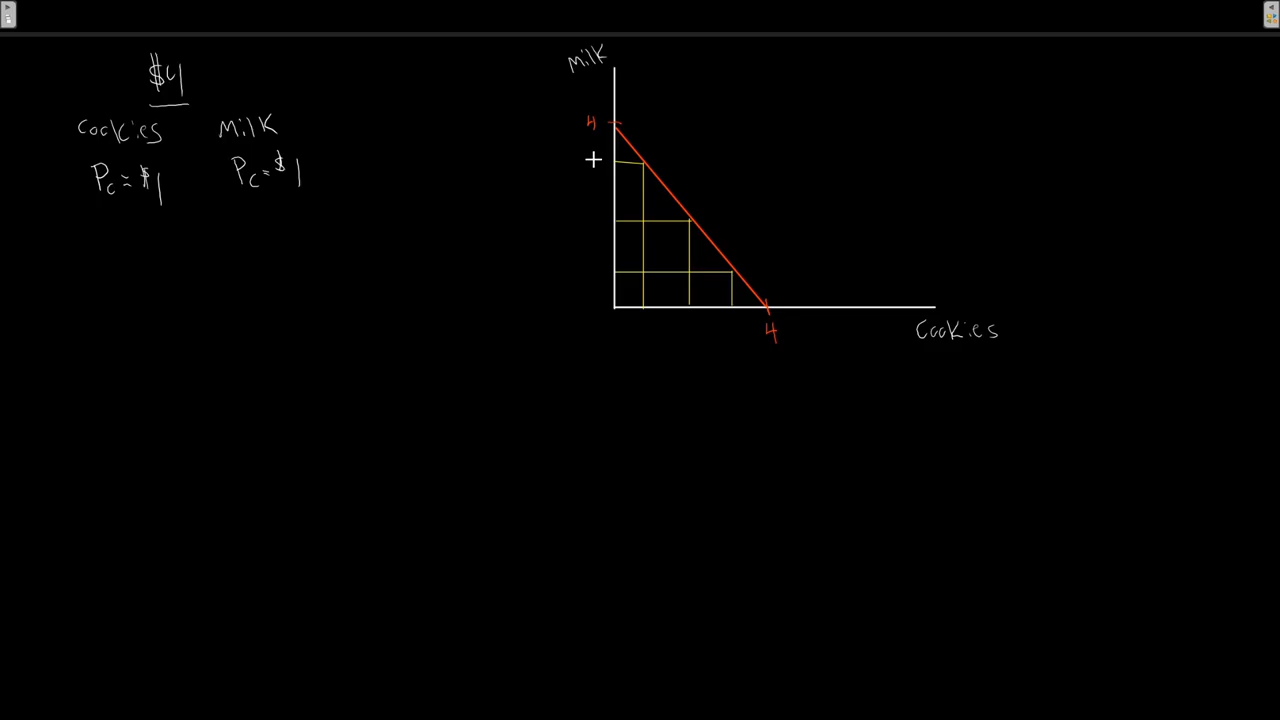 $4
Cookies Milk
Pc = $1 Pc = $1
Milk
4
4
Cookies